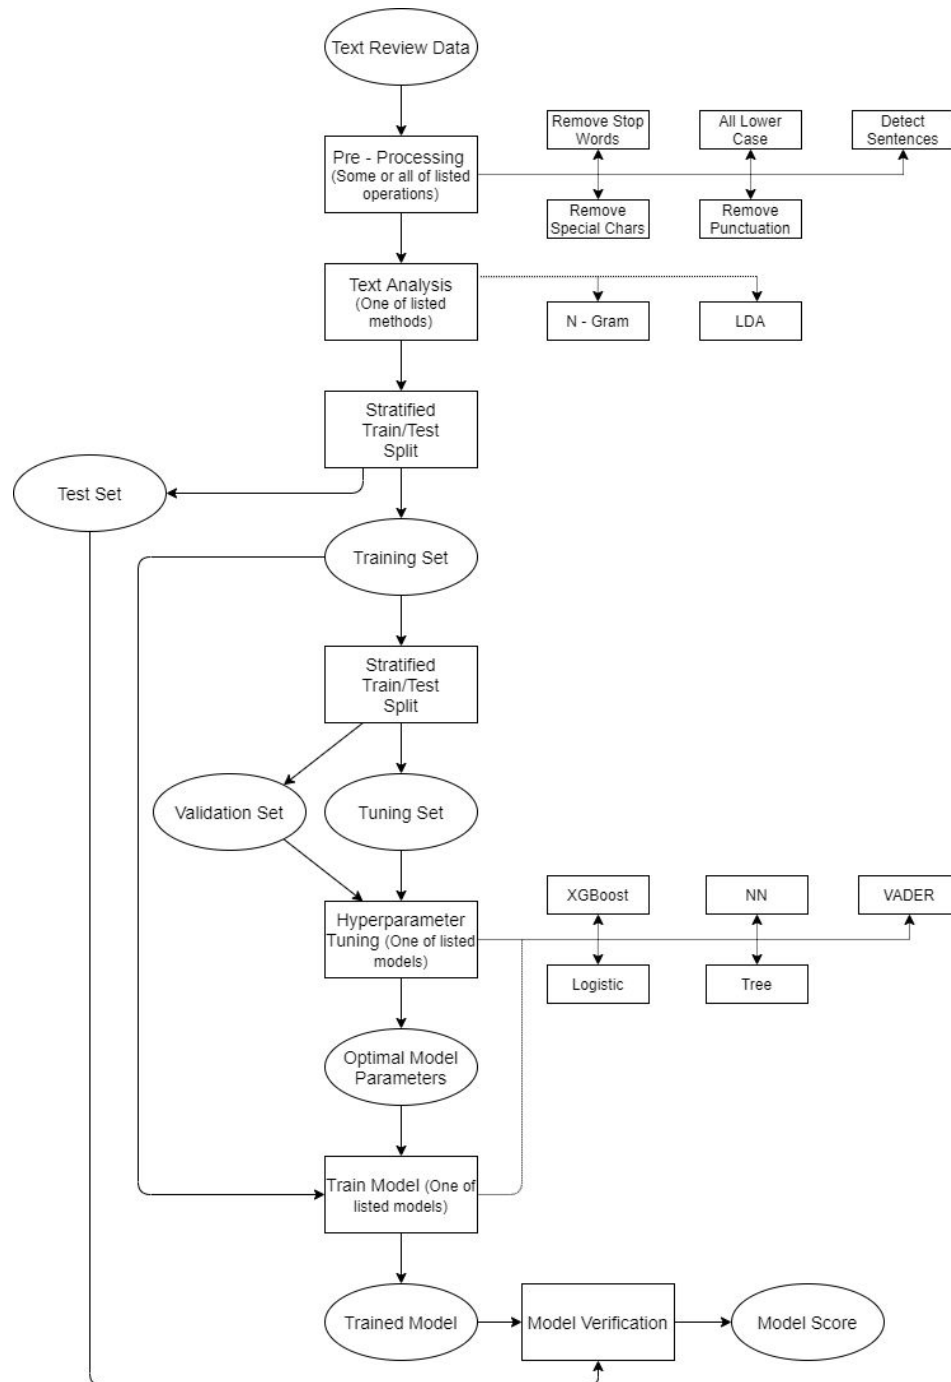 Text Review Data
Pre - Processing
(Some or all of listed
operations)
Remove Stop
Words
All Lower
Case
Detect
Sentences
Remove
Special Chars
Remove
Punctuation
Text Analysis
(One of listed
methods)
N - Gram
LDA
Stratified
Train/Test
Split
Test Set
Training Set
Stratified
Train/Test
Split
Validation Set
Tuning Set
Hyperparameter
Tuning (One of listed
models)
XGBoost
NN
VADER
Logistic
Tree
Optimal Model
Parameters
Train Model (One of
listed models)
Trained Model
Model Verification
Model Score